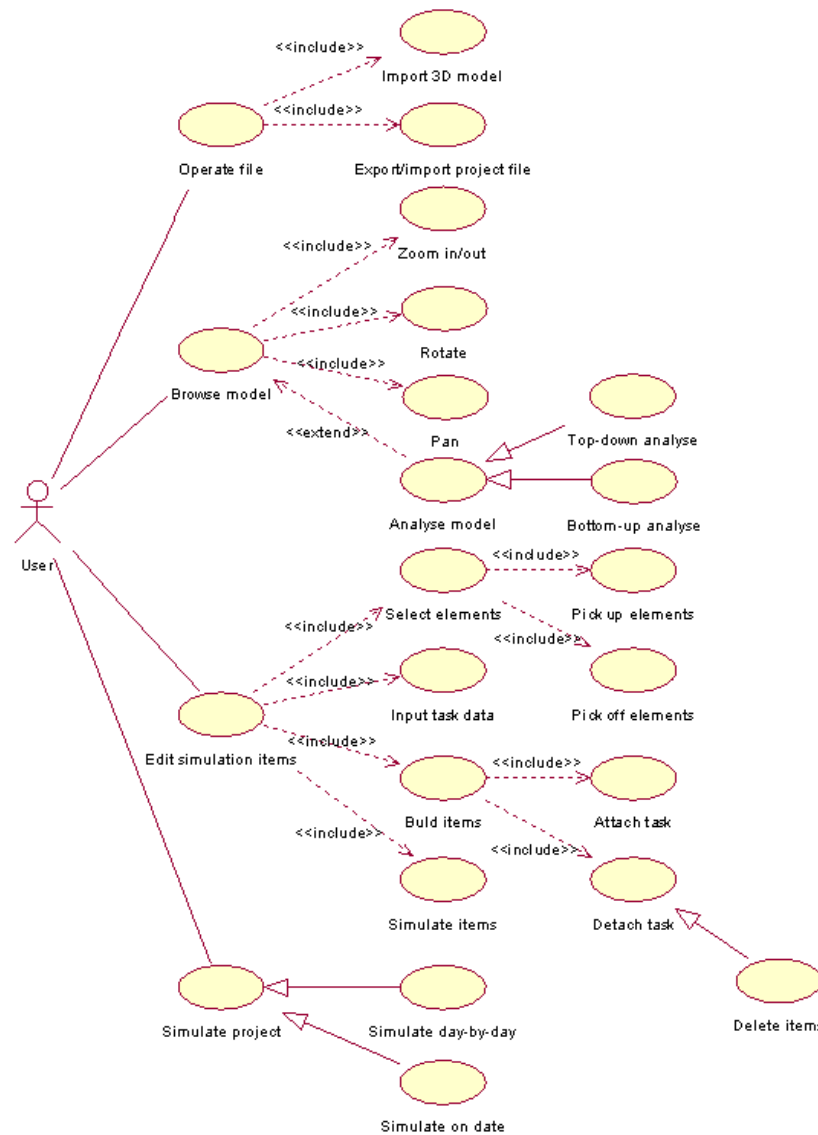 <<include>>
Import 3D model
<<include>>
Operate file
Export/import project file
<<include>>
Zoom in/out
<<include>>
Rotate
<<include>>
Browse model
Pan
<<extend>>
Top-down analyse
Analyse model
Bottom-up analyse
User
<<include>>
Select elements
Pick up elements
<<include>>
<<include>>
<<include>>
Input task data
Pick off elements
<<include>>
Edit simulation items
<<include>>
Buld items
Attach task
<<include>>
<<include>>
Simulate items
Detach task
Simulate project
Simulate day-by-day
Delete items
Simulate on date